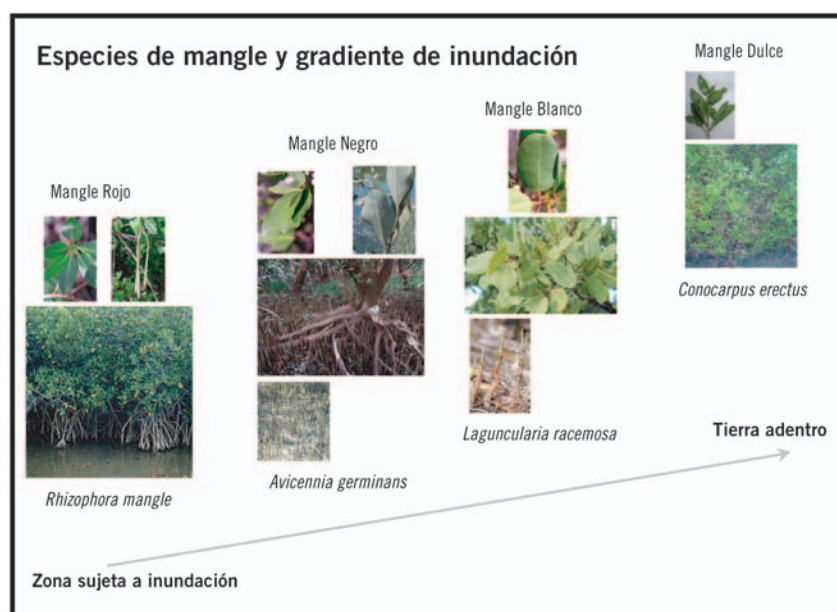 Especies de mangle y gradiente de inundación
Mangle Rojo
Rhizophora mangle
Mangle Negro
Avicennia germinans
Mangle Blanco
Laguncularia racemosa
Mangle Dulce
Conocarpus erectus
Zona sujeta a inundación
Tierra adentro